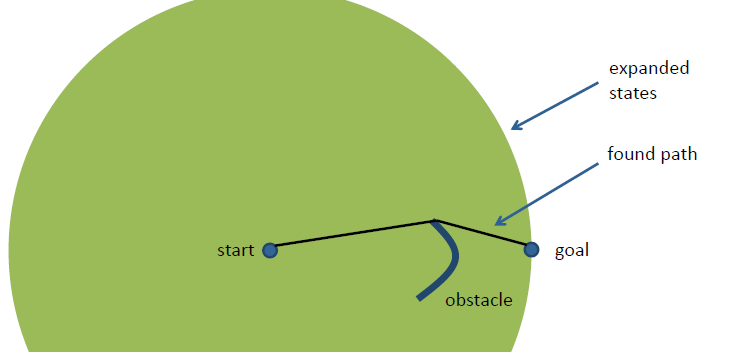 expanded
states
found path
start
goal
obstacle